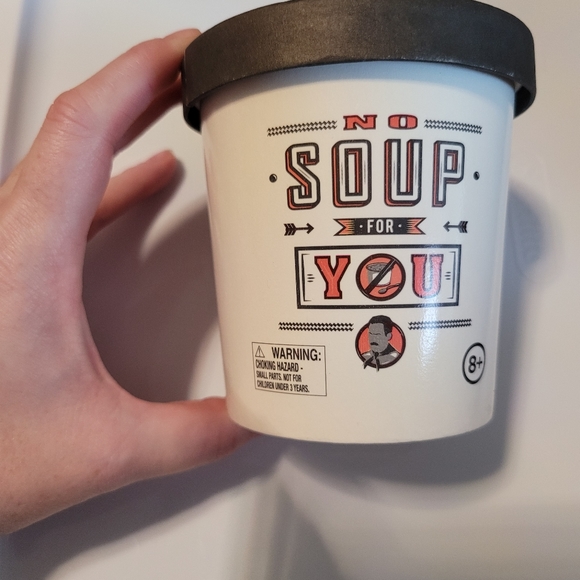 NO
SOUP
·FOR·
YOU
WARNING:
CHOKING HAZARD -
SMALL PARTS. NOT FOR
CHILDREN UNDER 3 YEARS.
8+